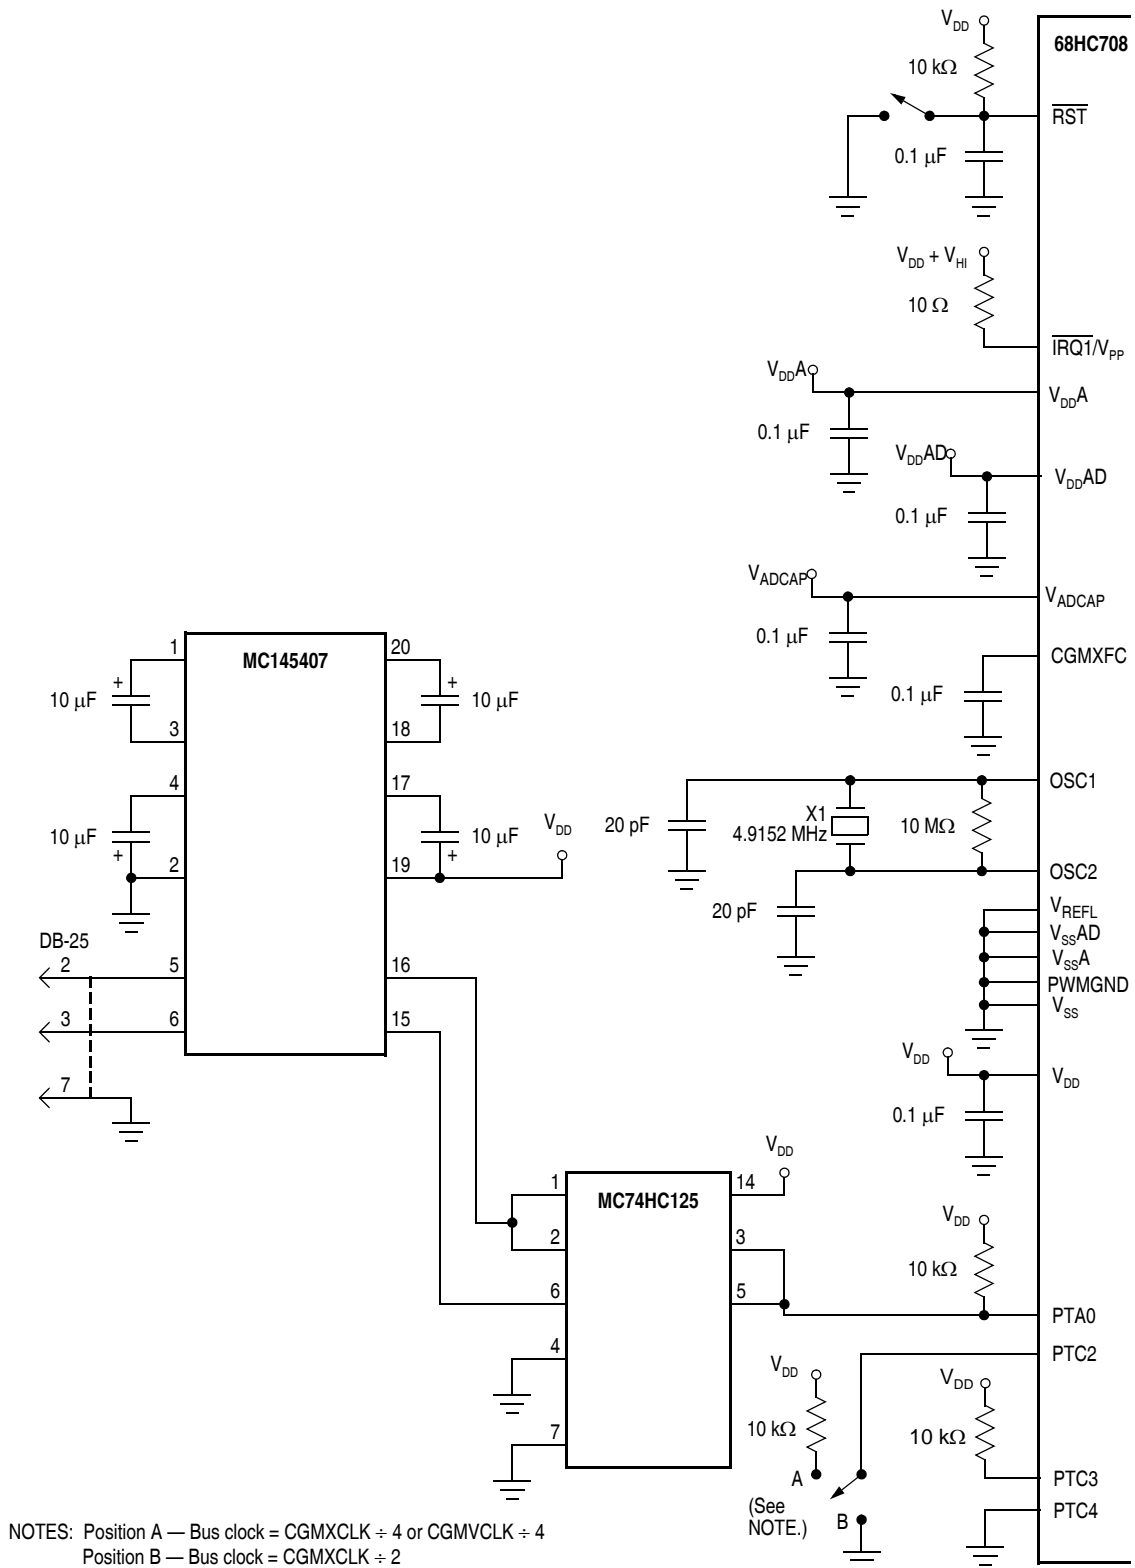 V_DD
68HC708
10 kΩ
RST
0.1 µF
V_DD + V_HI
10 Ω
IRQ1/V_PP
V_DDA
V_DDA
0.1 µF
V_DDAD
V_DDAD
0.1 µF
V_ADCAP
V_ADCAP
0.1 µF
CGMXFC
0.1 µF
1
MC145407
20
+
10 µF
+
10 µF
3
18
4
17
10 µF
+
10 µF
+
V_DD
2
19
OSC1
20 pF
X1
4.9152 MHz
10 MΩ
OSC2
20 pF
V_REFL
V_SSAD
V_SSA
PWMGND
V_SS
DB-25
2
5
16
3
6
15
7
V_DD
V_DD
0.1 µF
V_DD
1
MC74HC125
14
2
3
6
5
4
7
V_DD
10 kΩ
PTA0
PTC2
V_DD
10 kΩ
V_DD
10 kΩ
A
PTC3
(See
NOTE.)
B
PTC4
NOTES: Position A — Bus clock = CGMXCLK ÷ 4 or CGMVCLK ÷ 4
Position B — Bus clock = CGMXCLK ÷ 2